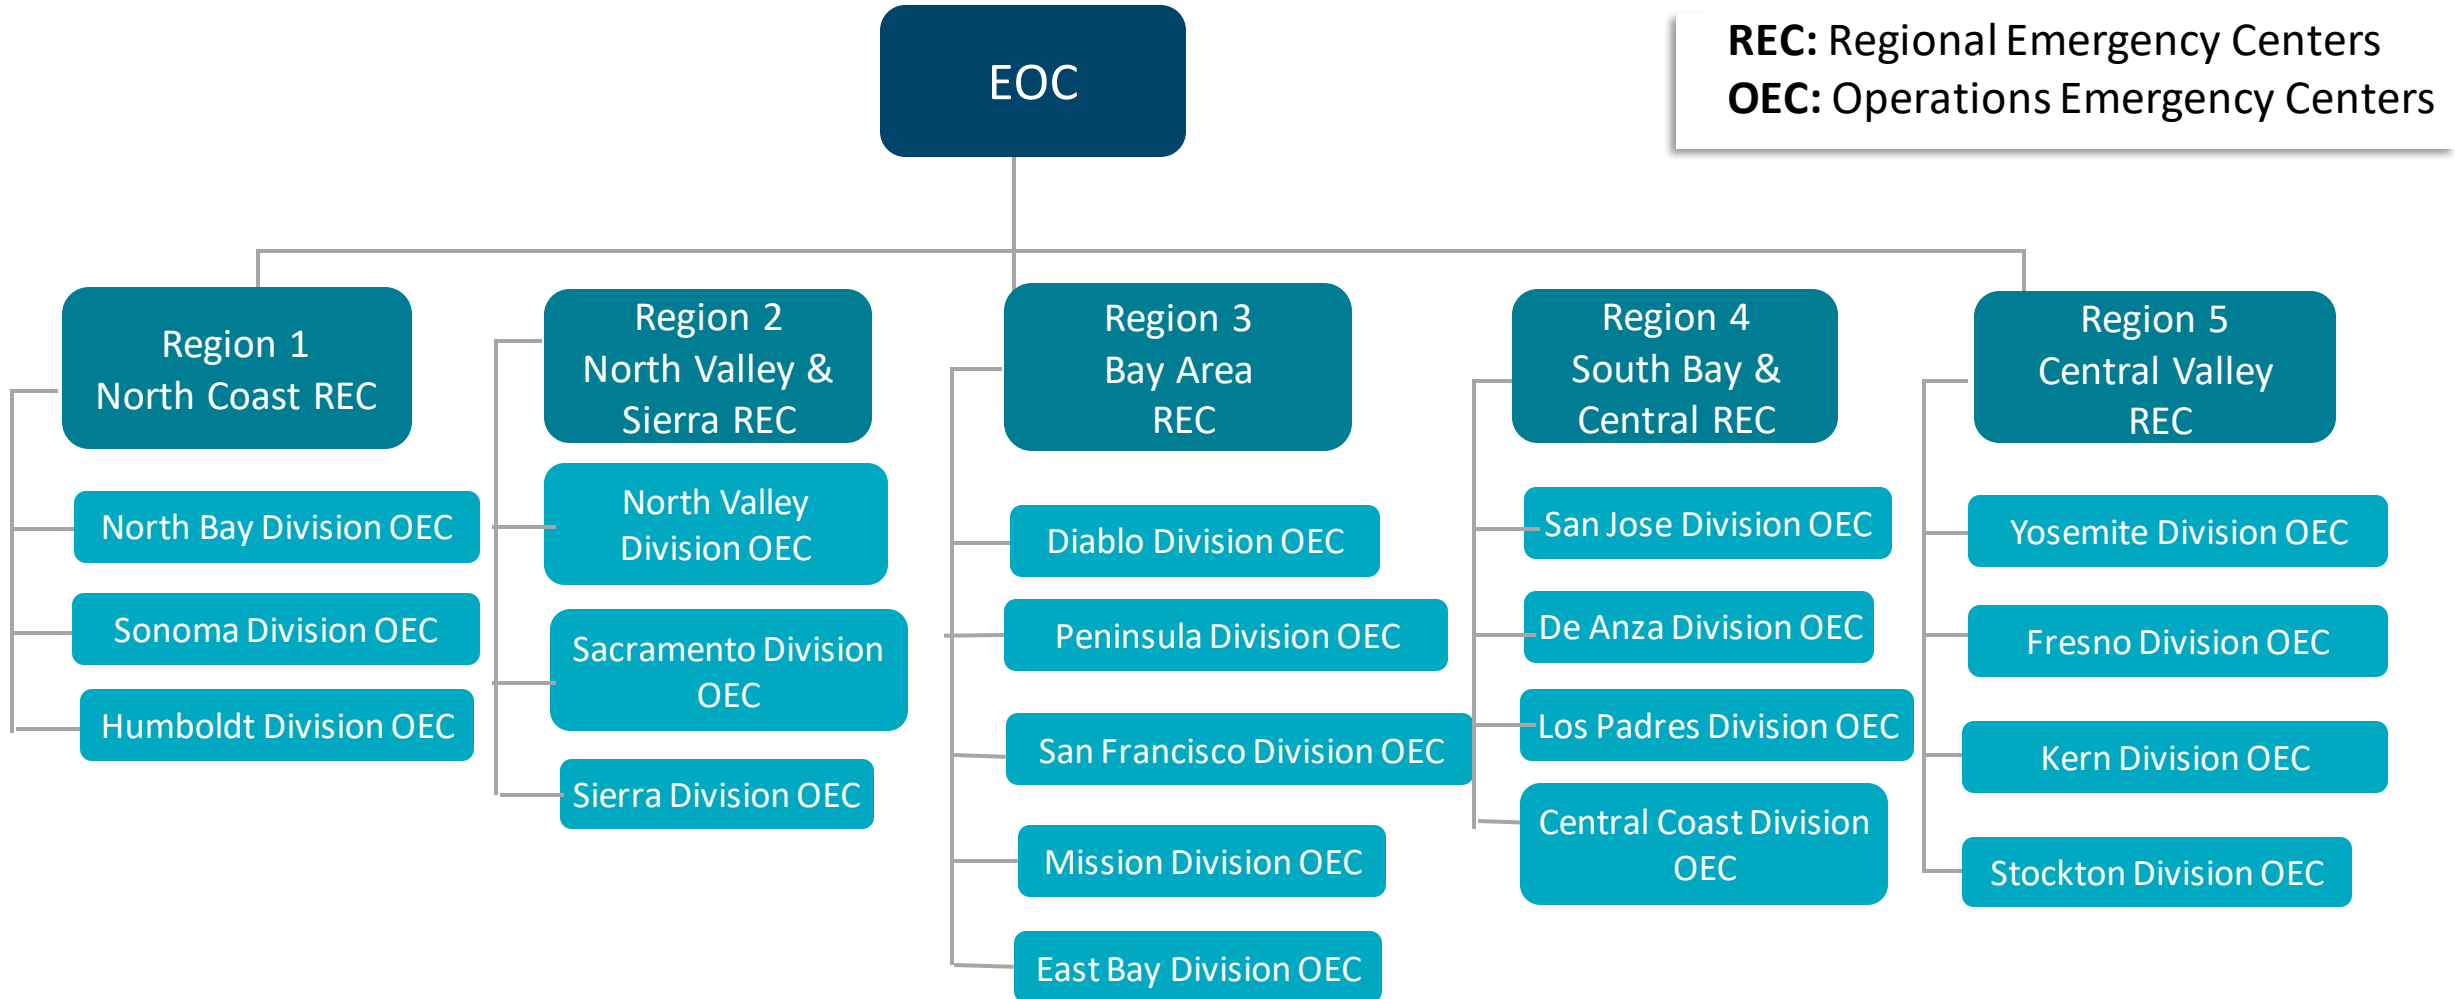 EOC
REC: Regional Emergency Centers
OEC: Operations Emergency Centers
Region 1
North Coast REC
North Bay Division OEC
Sonoma Division OEC
Humboldt Division OEC
Region 2
North Valley &
Sierra REC
North Valley
Division OEC
Sacramento Division
OEC
Sierra Division OEC
Region 3
Bay Area
REC
Diablo Division OEC
Peninsula Division OEC
San Francisco Division OEC
Mission Division OEC
East Bay Division OEC
Region 4
South Bay &
Central REC
San Jose Division OEC
De Anza Division OEC
Los Padres Division OEC
Central Coast Division
OEC
Region 5
Central Valley
REC
Yosemite Division OEC
Fresno Division OEC
Kern Division OEC
Stockton Division OEC